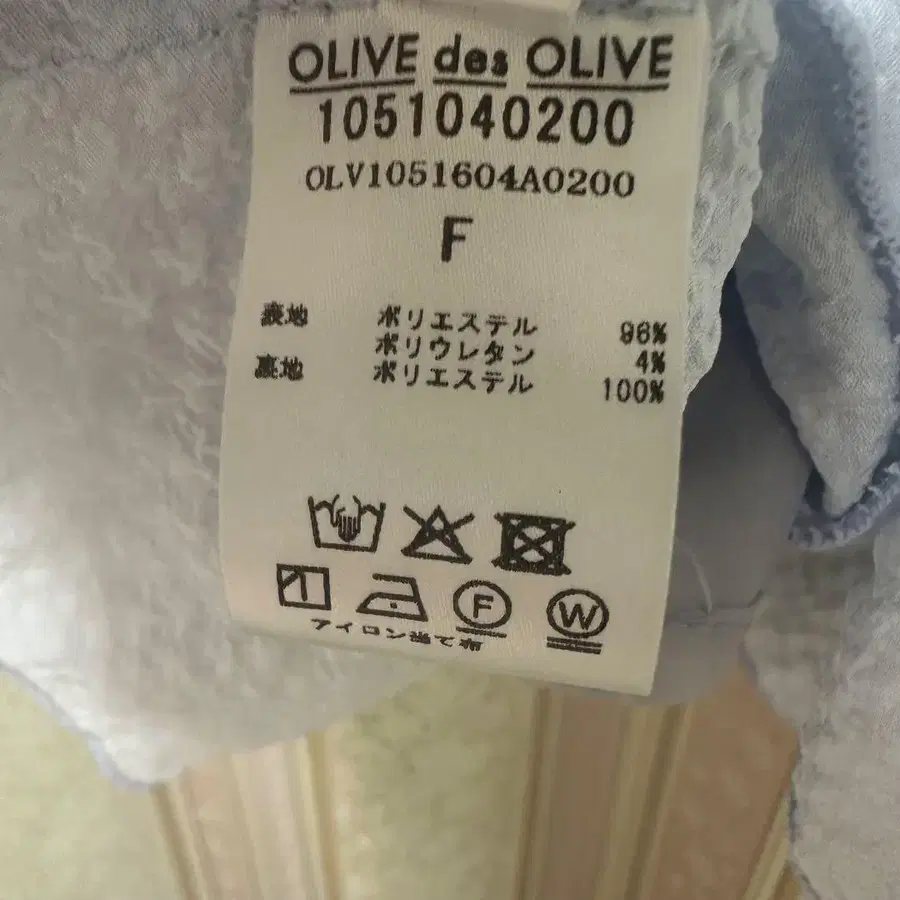 OLIVE des OLIVE
1051040200
OLV1051604A0200
F
表地 ポリエステル 96%
ポリウレタン 4%
裏地 ポリエステル 100%
F W
アイロン当て布